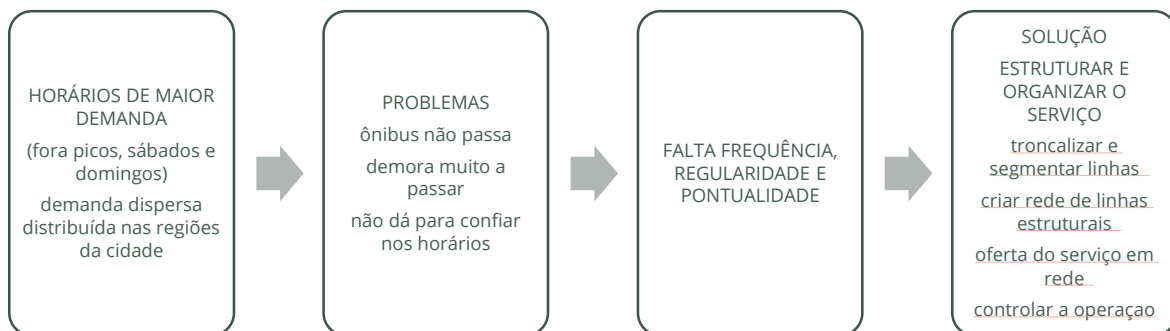 HORÁRIOS DE MAIOR
DEMANDA
(fora picos, sábados e
domingos)
demanda dispersa
distribuída nas regiões
da cidade
PROBLEMAS
ônibus não passa
demora muito a
passar
não dá para confiar
nos horários
FALTA FREQUÊNCIA,
REGULARIDADE E
PONTUALIDADE
SOLUÇÃO
ESTRUTURAR E
ORGANIZAR O
SERVIÇO
troncalizar e
segmentar linhas
criar rede de linhas
estruturais
oferta do serviço em
rede
controlar a operaçao